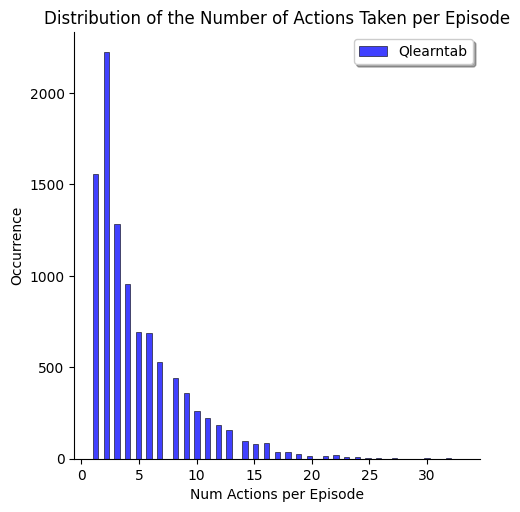 Distribution of the Number of Actions Taken per Episode
Qlearntab
2000
1500
1000
500
0
Occurrence
0 5 10 15 20 25 30
Num Actions per Episode